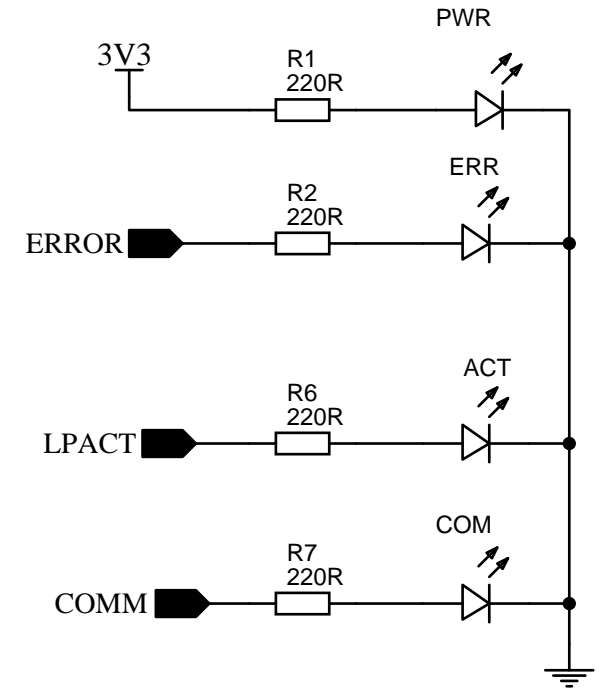 PWR
3V3
R1
220R
ERR
R2
220R
ERROR
ACT
R6
220R
LPACT
COM
R7
220R
COMM